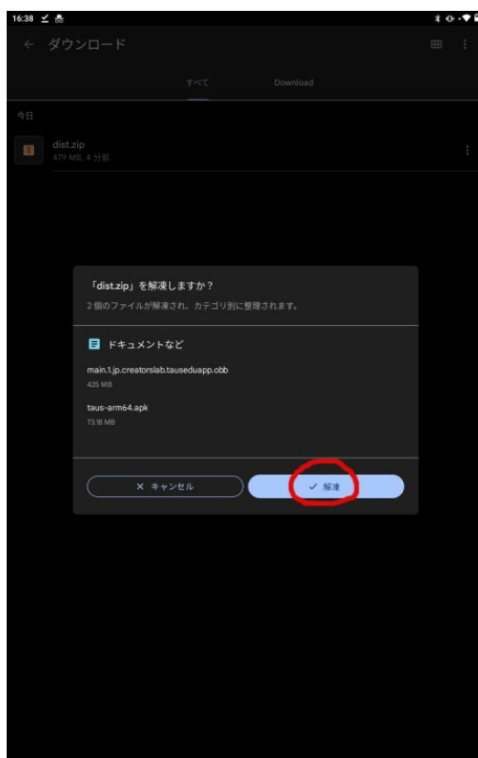 16:38
ダウンロード
すべて
Download
今日
dist.zip
479 MB, 4 分前
「dist.zip」を解凍しますか？
2 個のファイルが解凍され、カテゴリ別に整理されます。
ドキュメントなど
main.1.jp.creatorslab.tauseduapp.obb
425 MB
taus-arm64.apk
73.18 MB
キャンセル
解凍